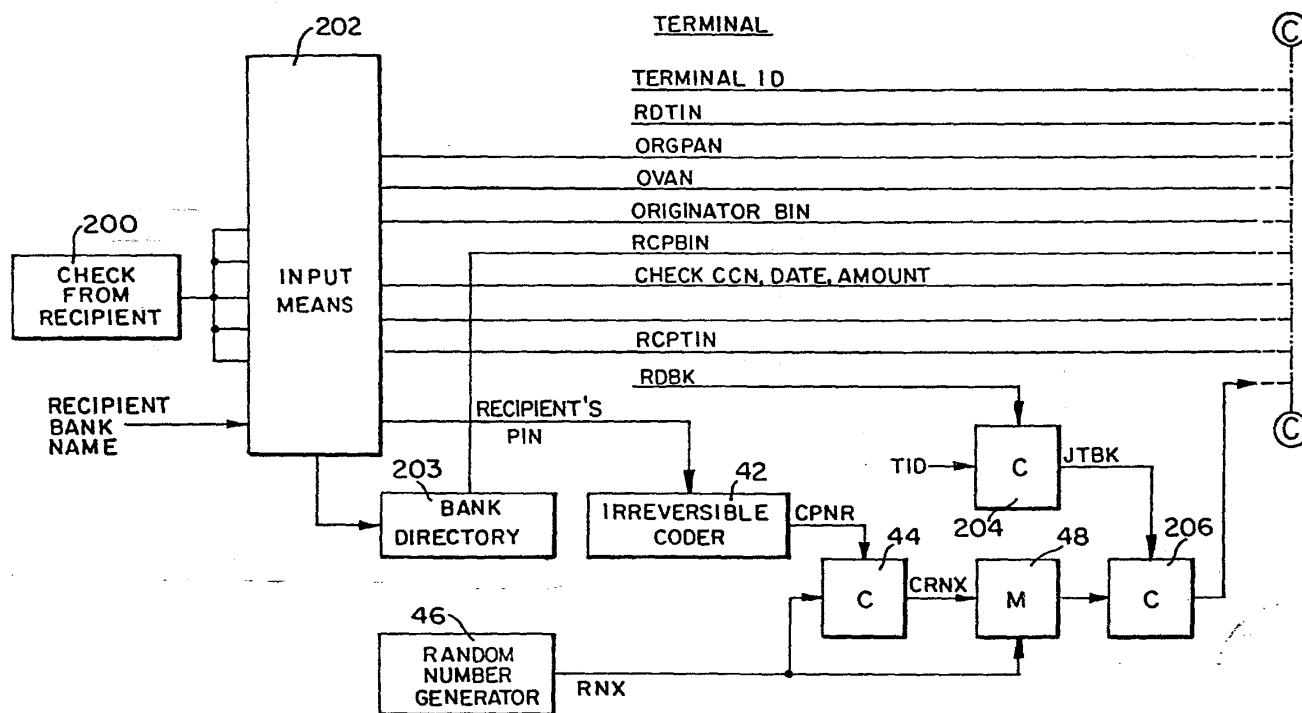 202
TERMINAL
C
TERMINAL ID
RDTIN
ORGPAN
OVAN
200
ORIGINATOR BIN
CHECK
FROM
RECIPIENT
INPUT
MEANS
RCPBIN
CHECK CCN, DATE, AMOUNT
RCPTIN
RDBK
RECIPIENT
BANK
NAME
RECIPIENT'S
PIN
C
TID
C
JTBK
204
203
BANK
DIRECTORY
42
IRREVERSIBLE
CODER
CPNR
44
C
CRNX
48
M
206
C
46
RANDOM
NUMBER
GENERATOR
RNX